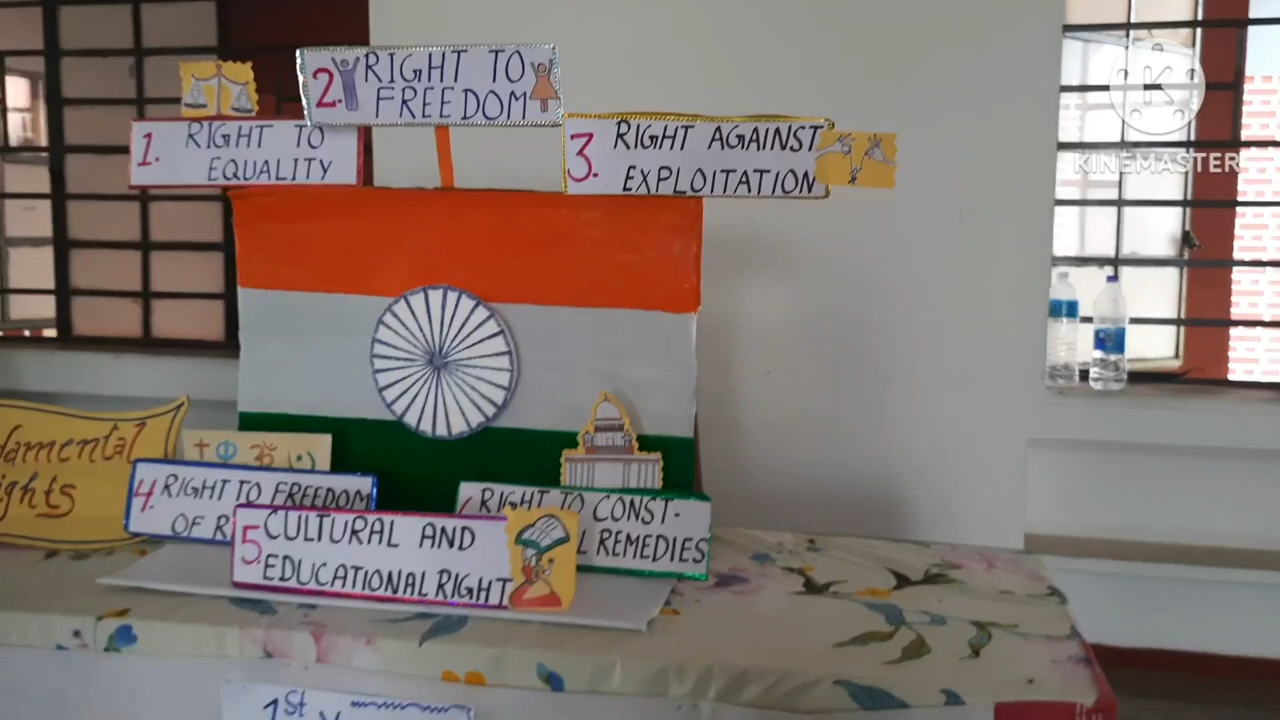 2. RIGHT TO
FREEDOM
1. RIGHT TO
EQUALITY
3. RIGHT AGAINST
EXPLOITATION
KINEMASTER
damental
ights
ॐ
4. RIGHT TO FREEDOM
OF R
RIGHT TO CONST-
L REMEDIES
5. CULTURAL AND
EDUCATIONAL RIGHT
1st